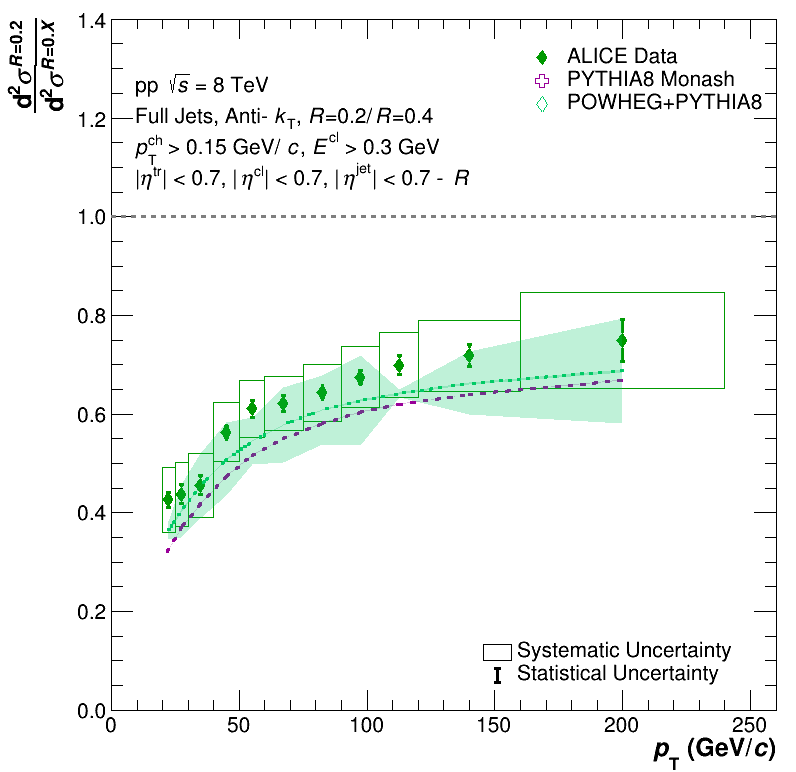 d²σ^R=0.2
d²σ^R=0.X
1.4
1.2
1.0
0.8
0.6
0.4
0.2
0.0
pp √s = 8 TeV
Full Jets, Anti- k_T, R=0.2/ R=0.4
p_T^ch > 0.15 GeV/ c, E^cl > 0.3 GeV
|η^tr| < 0.7, | η^cl| < 0.7, | η^jet| < 0.7 - R
ALICE Data
PYTHIA8 Monash
POWHEG+PYTHIA8
Systematic Uncertainty
Statistical Uncertainty
0 50 100 150 200 250
p_T (GeV/c)